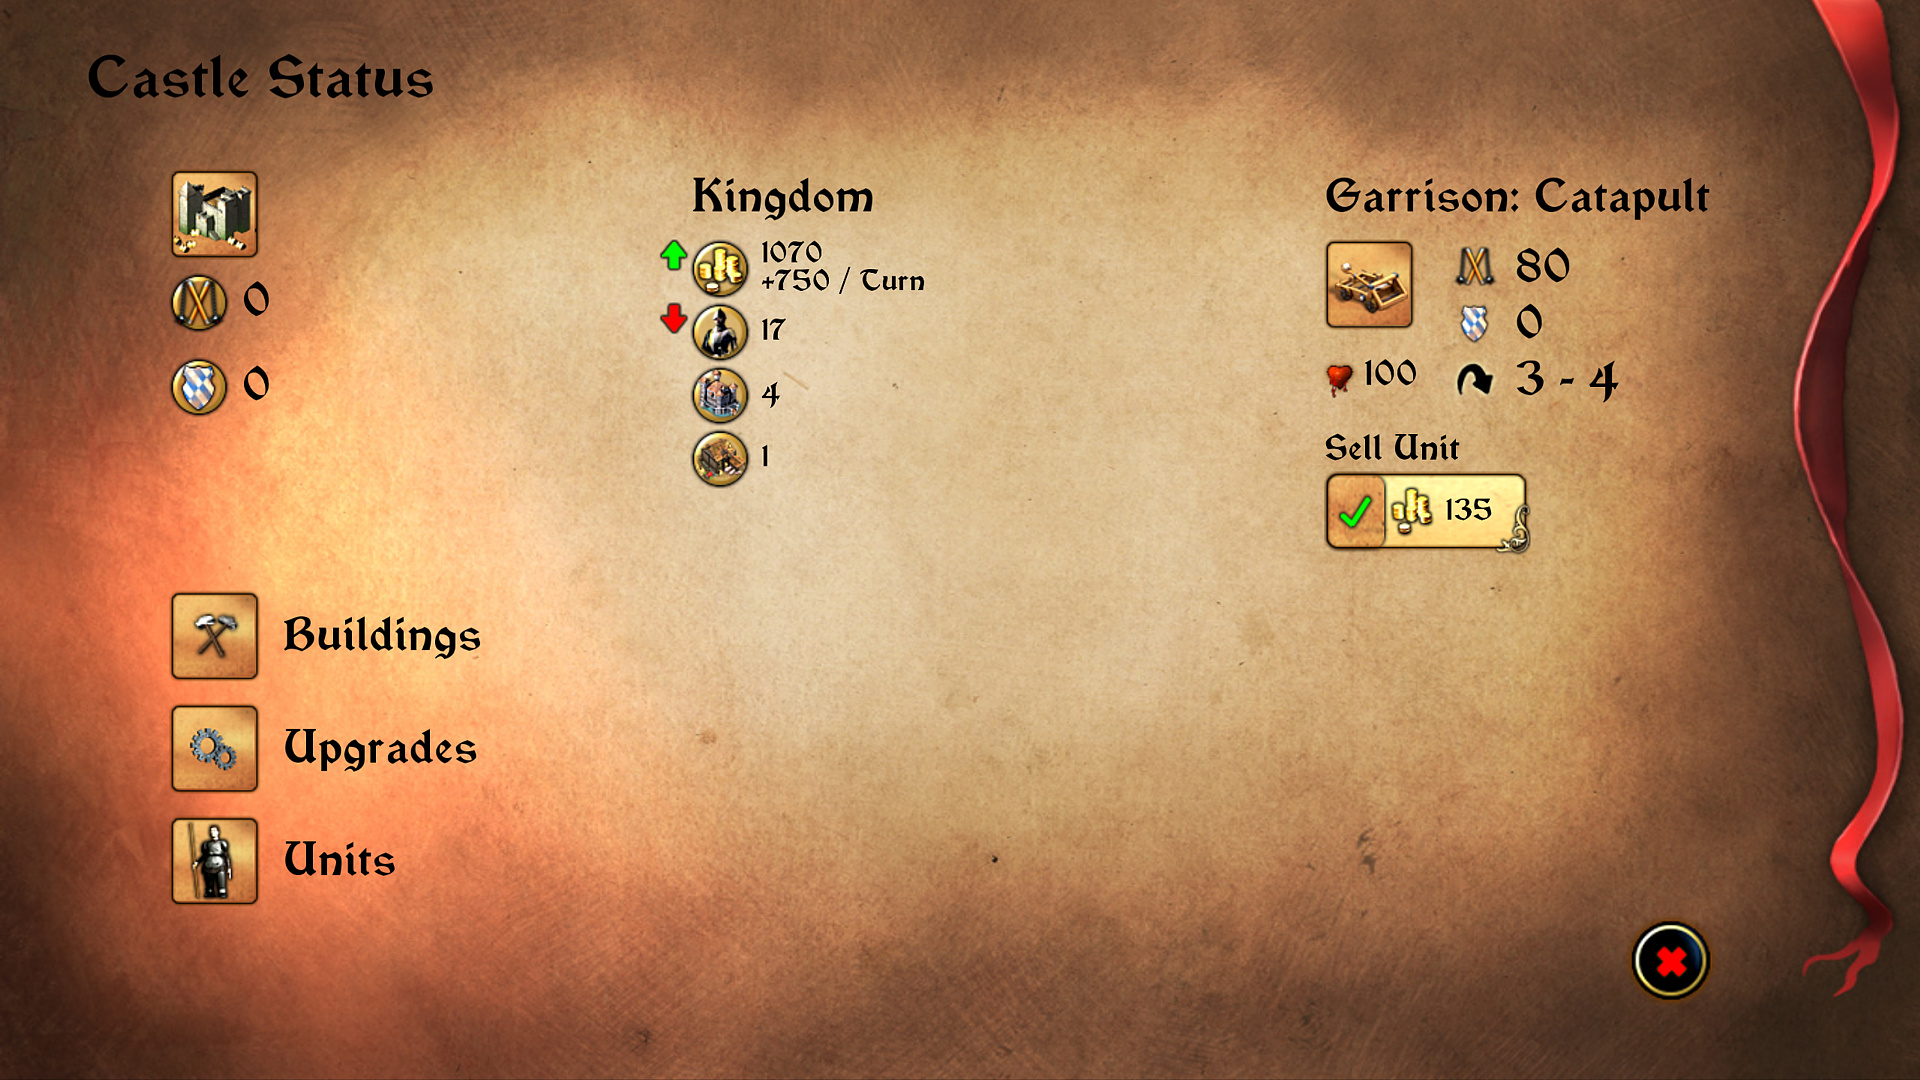 Castle Status
0
0
Buildings
Upgrades
Units
Kingdom
1070
+750 / Turn
17
4
1
Garrison: Catapult
80
0
100
3 - 4
Sell Unit
135